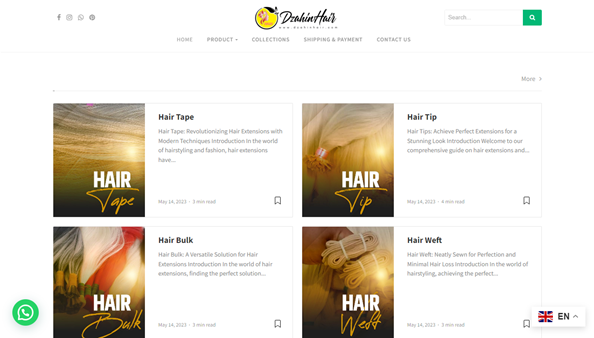 DzahinHair
www.dzahinhair.com
Search...
HOME
PRODUCT
COLLECTIONS
SHIPPING & PAYMENT
CONTACT US
More
HAIR
Tape
Hair Tape
Hair Tape: Revolutionizing Hair Extensions with
Modern Techniques Introduction In the world
of hairstyling and fashion, hair extensions
have...
May 14, 2023 · 3 min read
HAIR
Tip
Hair Tip
Hair Tips: Achieve Perfect Extensions for a
Stunning Look Introduction Welcome to our
comprehensive guide on hair extensions and...
May 14, 2023 · 4 min read
HAIR
Bulk
Hair Bulk
Hair Bulk: A Versatile Solution for Hair
Extensions Introduction In the world of hair
extensions, finding the perfect solution...
May 14, 2023 · 3 min read
HAIR
Weft
Hair Weft
Hair Weft: Neatly Sewn for Perfection and
Minimal Hair Loss Introduction In the world of
hairstyling, achieving the perfect...
May 14, 2023 · 3 min read
EN